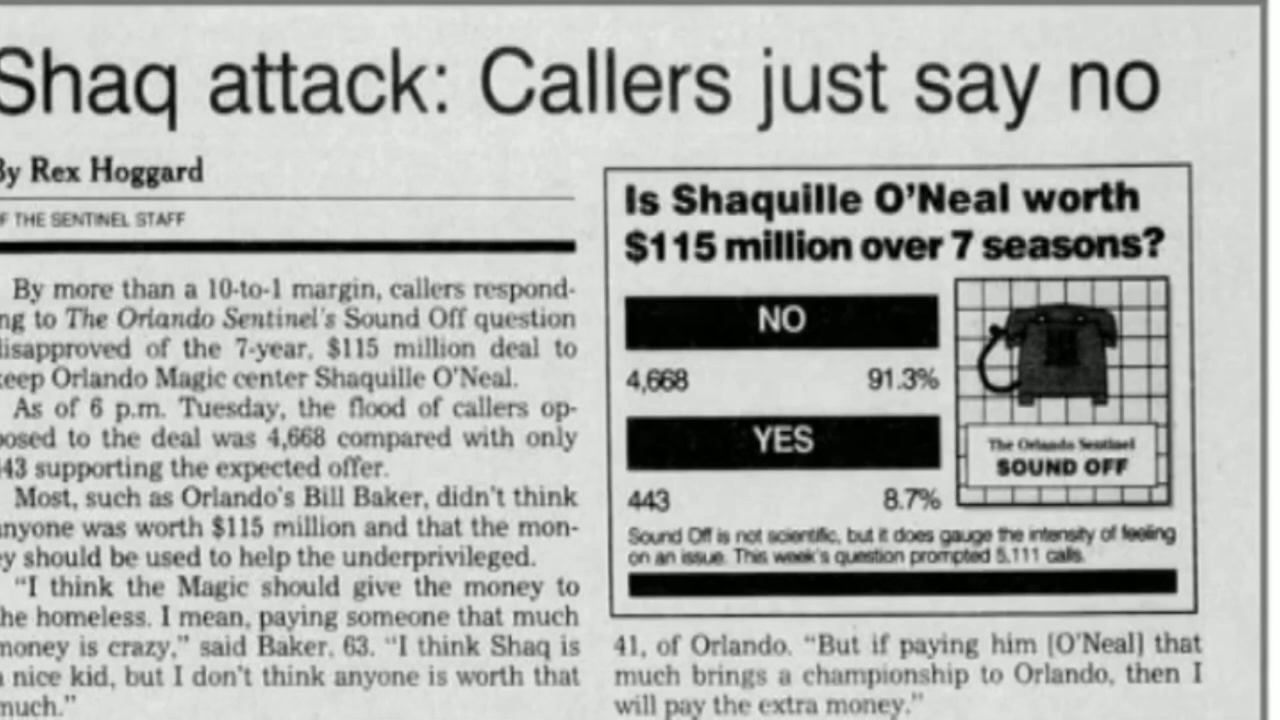 Shaq attack: Callers just say no
By Rex Hoggard
OF THE SENTINEL STAFF
By more than a 10-to-1 margin, callers respond-
ing to The Orlando Sentinel's Sound Off question
disapproved of the 7-year, $115 million deal to
keep Orlando Magic center Shaquille O'Neal.
As of 6 p.m. Tuesday, the flood of callers op-
posed to the deal was 4,668 compared with only
443 supporting the expected offer.
Most, such as Orlando's Bill Baker, didn't think
anyone was worth $115 million and that the mon-
ey should be used to help the underprivileged.
"I think the Magic should give the money to
the homeless. I mean, paying someone that much
money is crazy," said Baker, 63. "I think Shaq is
a nice kid, but I don't think anyone is worth that
much."
Is Shaquille O'Neal worth
$115 million over 7 seasons?
NO
4,668 91.3%
YES
443 8.7%
The Orlando Sentinel
SOUND OFF
Sound Off is not scientific, but it does gauge the intensity of feeling
on an issue. This week's question prompted 5,111 calls.
41, of Orlando. "But if paying him [O'Neal] that
much brings a championship to Orlando, then I
will pay the extra money."